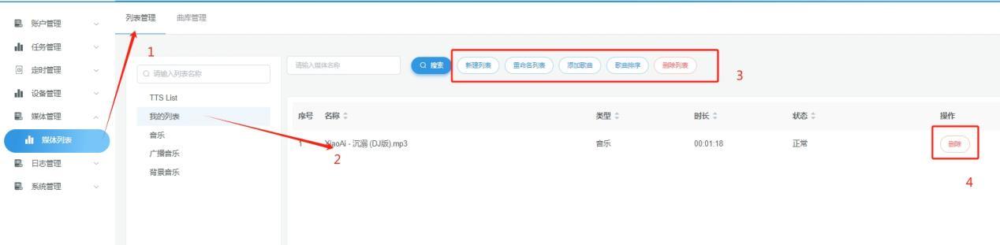 账户管理
任务管理
定时管理
设备管理
媒体管理
媒体列表
日志管理
系统管理
列表管理 曲库管理
1
请输入列表名称
TTS List
我的列表
音乐
广播音乐
背景音乐
请输入媒体名称 搜索 新建列表 重命名列表 添加歌曲 歌曲排序 删除列表
3
序号 名称 类型 时长 状态 操作
1 XiaoAi - 沉溺 (DJ版).mp3 音乐 00:01:18 正常 删除
2
4